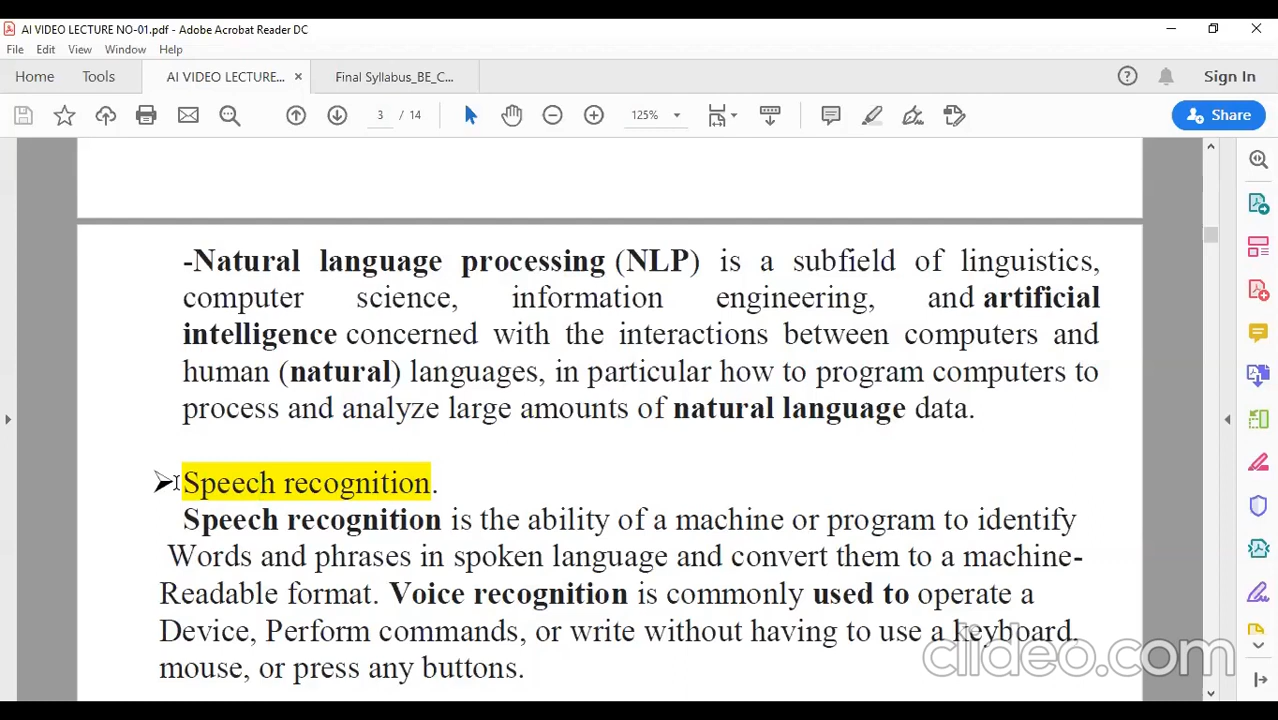 AI VIDEO LECTURE NO-01.pdf - Adobe Acrobat Reader DC
File Edit View Window Help
Home Tools AI VIDEO LECTURE... × Final Syllabus_BE_C... Sign In
3 / 14 125% Share
-Natural language processing (NLP) is a subfield of linguistics,
computer science, information engineering, and artificial
intelligence concerned with the interactions between computers and
human (natural) languages, in particular how to program computers to
process and analyze large amounts of natural language data.
➢ Speech recognition.
Speech recognition is the ability of a machine or program to identify
Words and phrases in spoken language and convert them to a machine-
Readable format. Voice recognition is commonly used to operate a
Device, Perform commands, or write without having to use a keyboard,
mouse, or press any buttons.
clideo.com